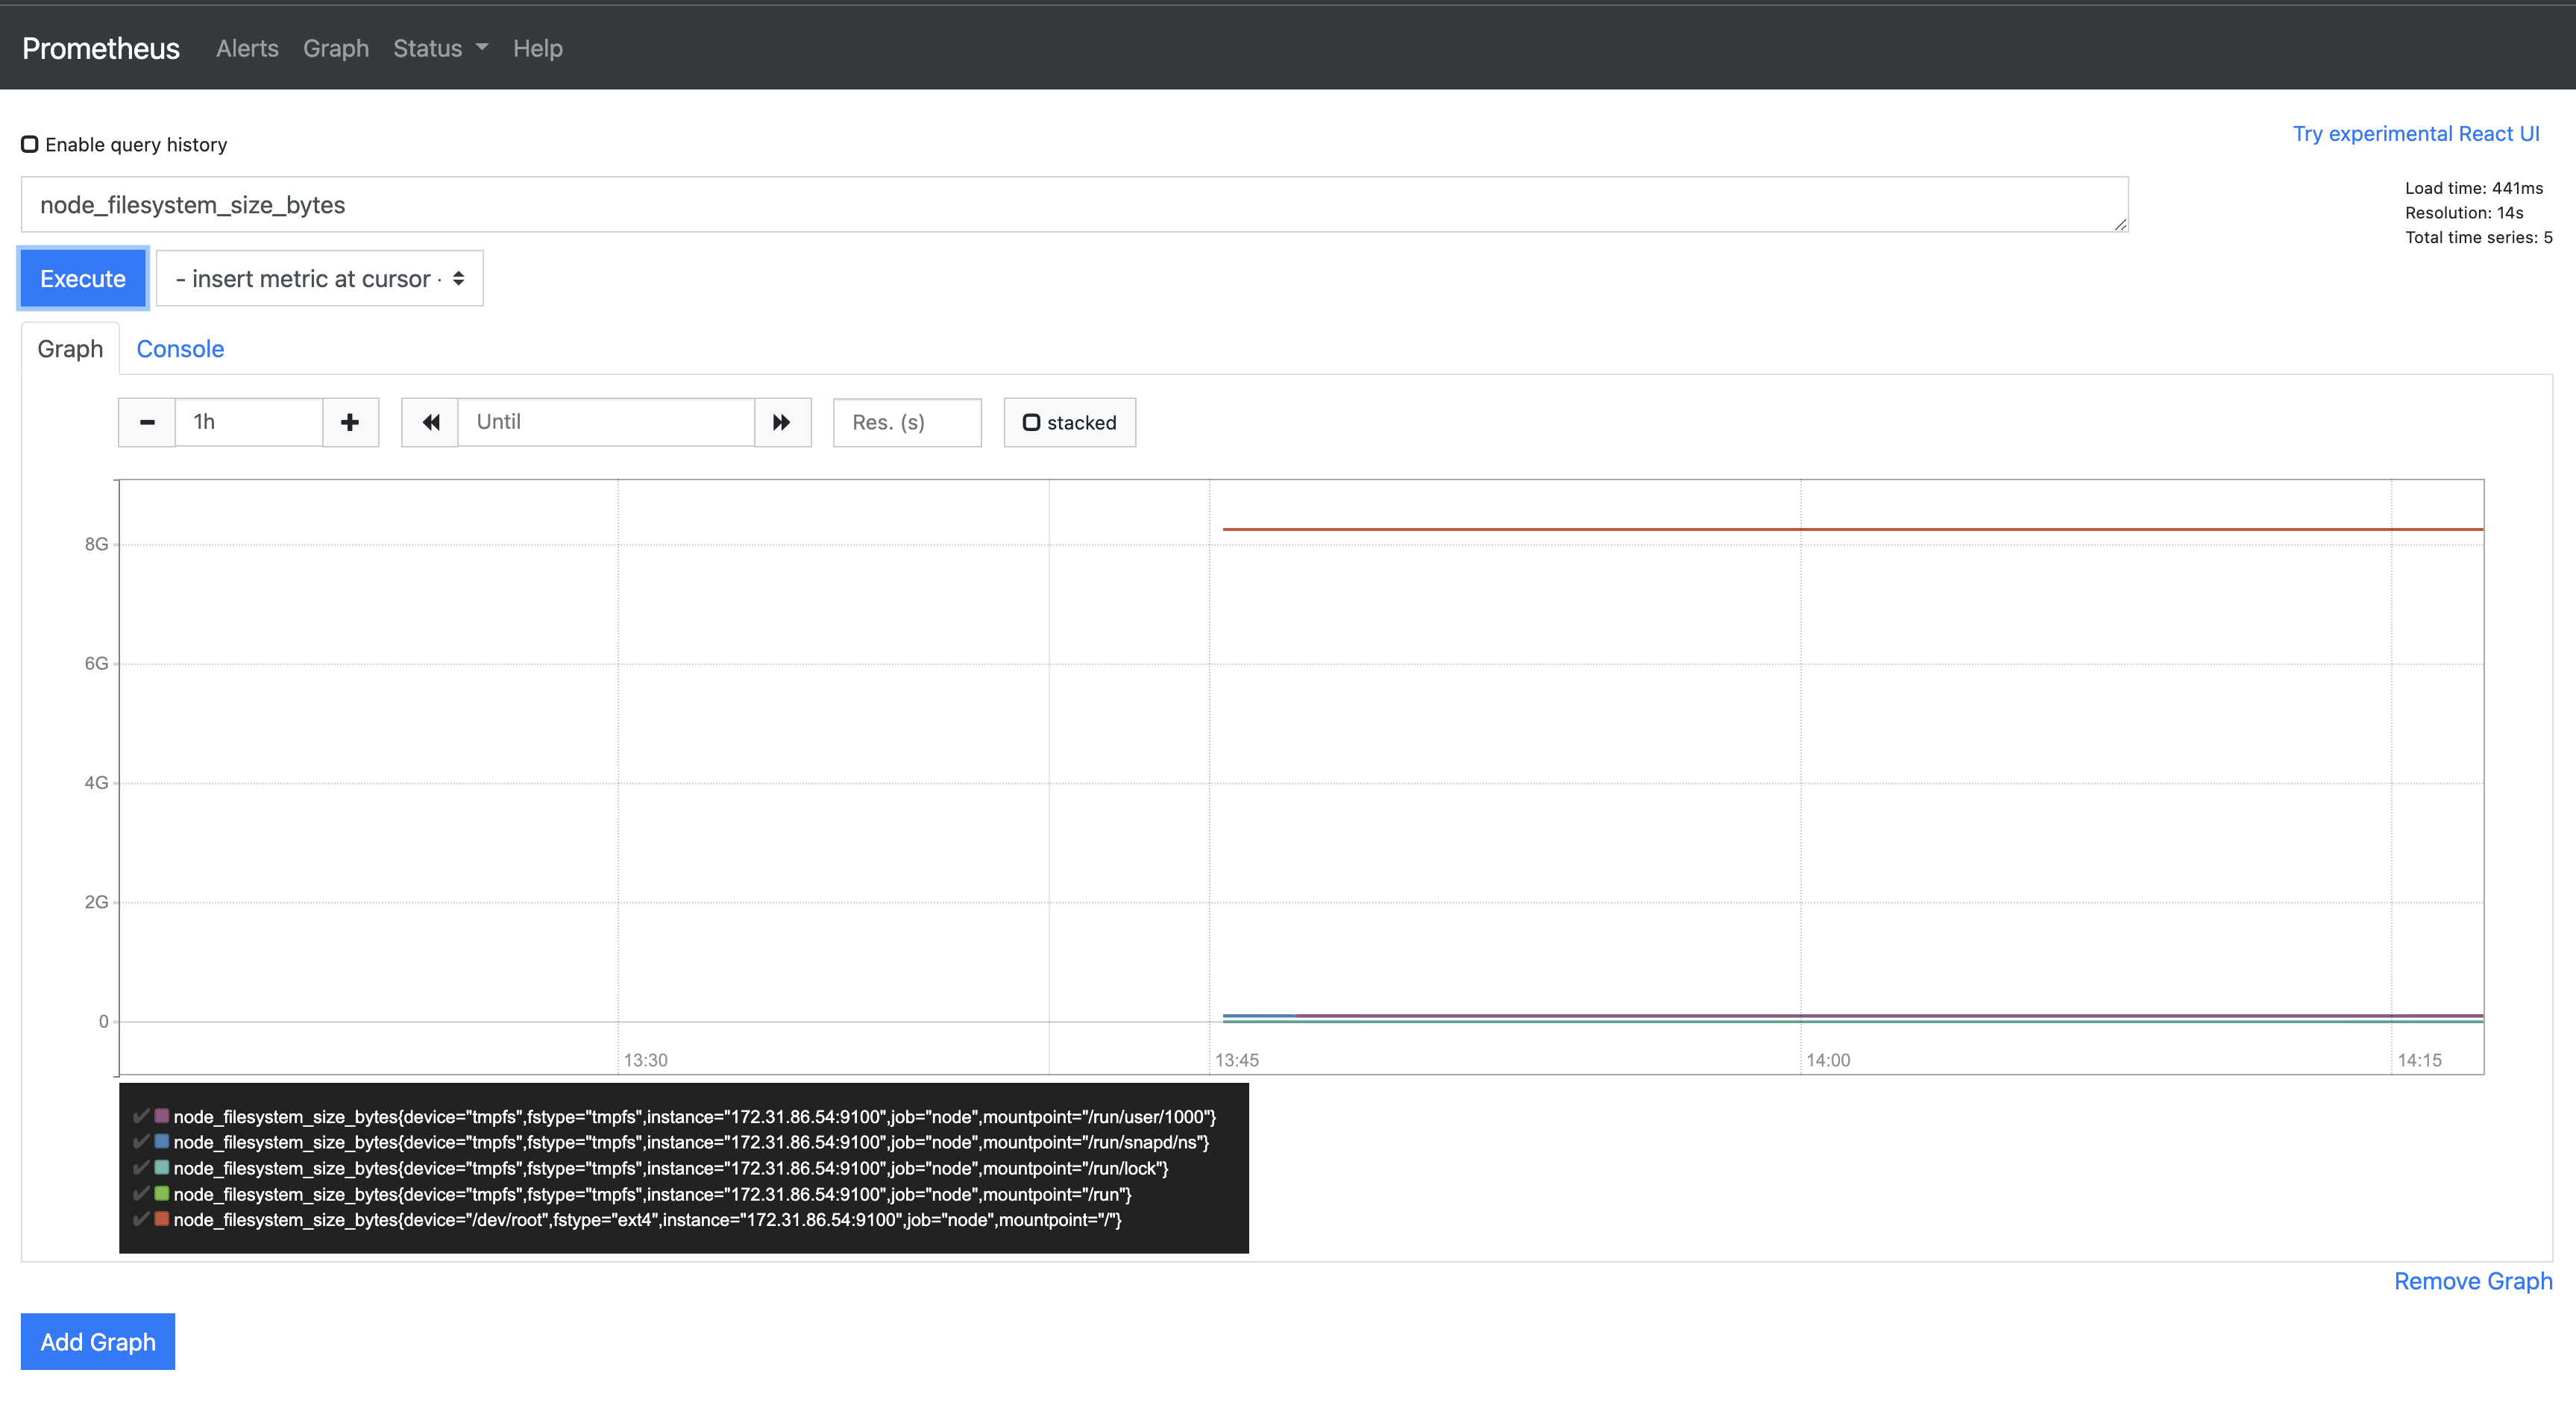 Prometheus Alerts Graph Status Help
Enable query history
Try experimental React UI
node_filesystem_size_bytes
Load time: 441ms
Resolution: 14s
Total time series: 5
Execute - insert metric at cursor -
Graph Console
1h Until Res. (s) stacked
8G
6G
4G
2G
0
13:30 13:45 14:00 14:15
node_filesystem_size_bytes{device="tmpfs",fstype="tmpfs",instance="172.31.86.54:9100",job="node",mountpoint="/run/user/1000"}
node_filesystem_size_bytes{device="tmpfs",fstype="tmpfs",instance="172.31.86.54:9100",job="node",mountpoint="/run/snapd/ns"}
node_filesystem_size_bytes{device="tmpfs",fstype="tmpfs",instance="172.31.86.54:9100",job="node",mountpoint="/run/lock"}
node_filesystem_size_bytes{device="tmpfs",fstype="tmpfs",instance="172.31.86.54:9100",job="node",mountpoint="/run"}
node_filesystem_size_bytes{device="/dev/root",fstype="ext4",instance="172.31.86.54:9100",job="node",mountpoint="/"}
Remove Graph
Add Graph